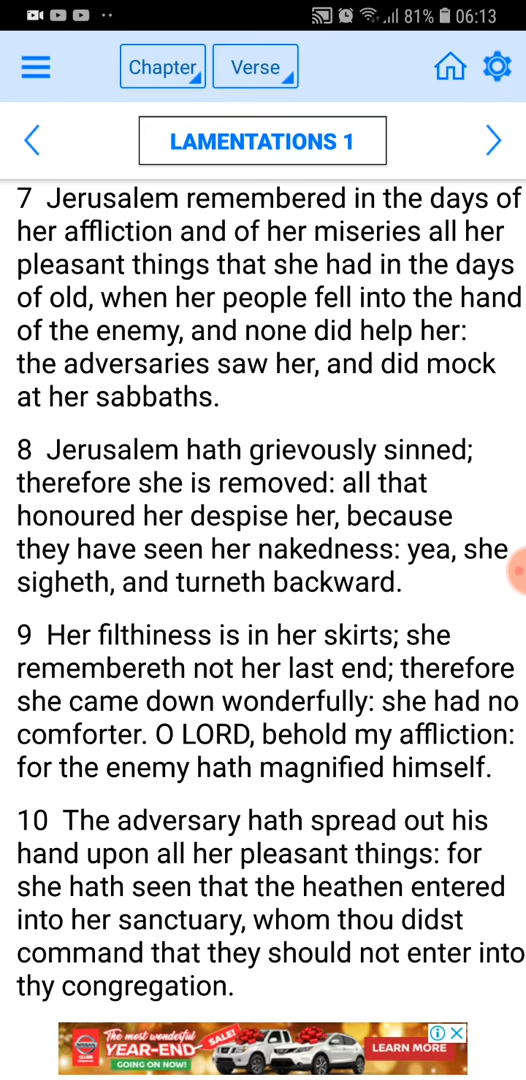 81% 06:13
Chapter Verse
LAMENTATIONS 1
7 Jerusalem remembered in the days of
her affliction and of her miseries all her
pleasant things that she had in the days
of old, when her people fell into the hand
of the enemy, and none did help her:
the adversaries saw her, and did mock
at her sabbaths.
8 Jerusalem hath grievously sinned;
therefore she is removed: all that
honoured her despise her, because
they have seen her nakedness: yea, she
sigheth, and turneth backward.
9 Her filthiness is in her skirts; she
remembereth not her last end; therefore
she came down wonderfully: she had no
comforter. O LORD, behold my affliction:
for the enemy hath magnified himself.
10 The adversary hath spread out his
hand upon all her pleasant things: for
she hath seen that the heathen entered
into her sanctuary, whom thou didst
command that they should not enter into
thy congregation.
The most wonderful
YEAR-END SALE!
GOING ON NOW!
NISSAN
LEARN MORE